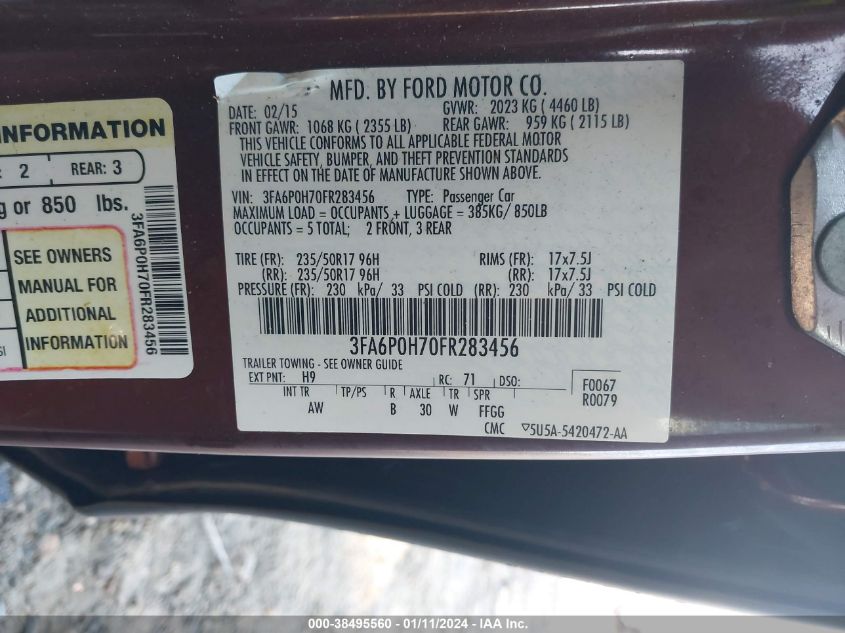 INFORMATION
2 REAR: 3
g or 850 lbs.
SEE OWNERS
MANUAL FOR
ADDITIONAL
INFORMATION
3FA6P0H70FR283456
MFD. BY FORD MOTOR CO.
DATE: 02/15 GVWR: 2023 KG ( 4460 LB)
FRONT GAWR: 1068 KG ( 2355 LB) REAR GAWR: 959 KG ( 2115 LB)
THIS VEHICLE CONFORMS TO ALL APPLICABLE FEDERAL MOTOR
VEHICLE SAFETY, BUMPER, AND THEFT PREVENTION STANDARDS
IN EFFECT ON THE DATE OF MANUFACTURE SHOWN ABOVE.
VIN: 3FA6P0H70FR283456 TYPE: Passenger Car
MAXIMUM LOAD = OCCUPANTS + LUGGAGE = 385KG/ 850LB
OCCUPANTS = 5 TOTAL; 2 FRONT, 3 REAR
TIRE (FR): 235/50R17 96H RIMS (FR): 17x7.5J
(RR): 235/50R17 96H (RR): 17x7.5J
PRESSURE (FR): 230 kPa/ 33 PSI COLD (RR): 230 kPa/ 33 PSI COLD
3FA6P0H70FR283456
TRAILER TOWING - SEE OWNER GUIDE
EXT PNT: H9 RC: 71 DSO: F0067
INT TR TP/PS R AXLE TR SPR R0079
AW B 30 W FFGG
CMC ▽5U5A-5420472-AA
000-38495560 — 01/11/2024 — IAA Inc.